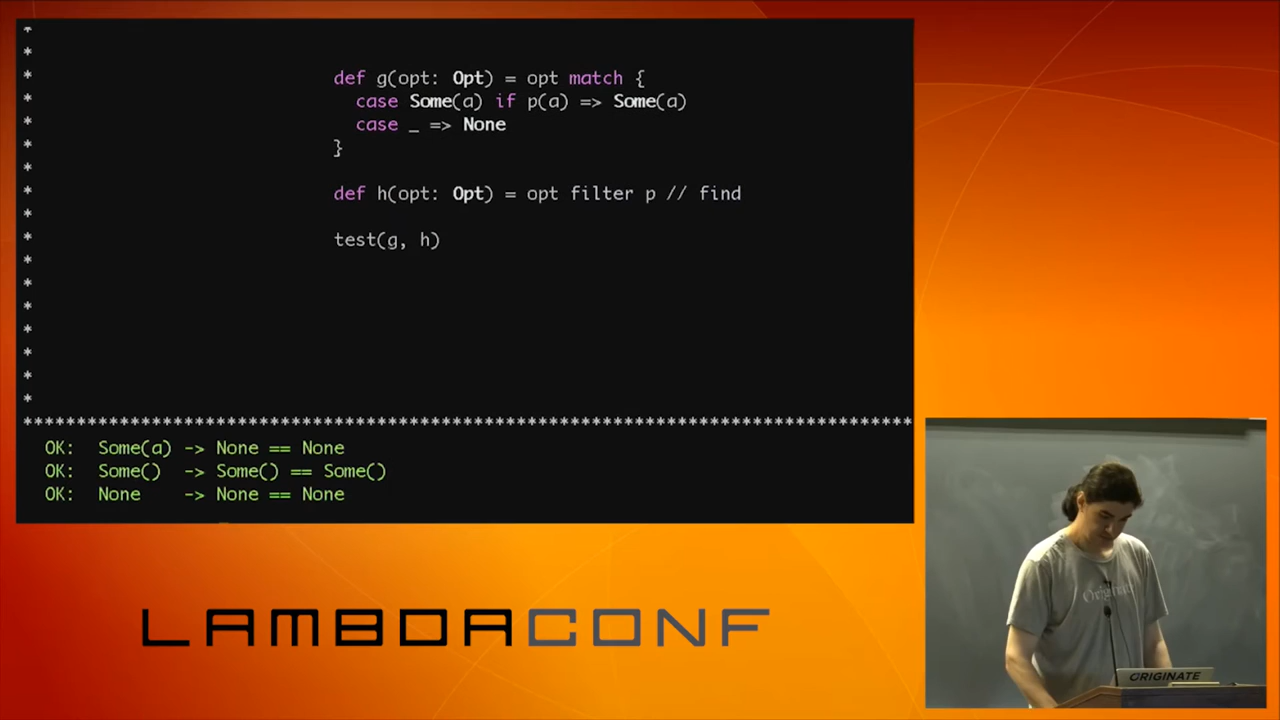 def g(opt: Opt) = opt match {
case Some(a) if p(a) => Some(a)
case _ => None
}
def h(opt: Opt) = opt filter p // find
test(g, h)
*********************************************************************************
OK: Some(a) -> None == None
OK: Some() -> Some() == Some()
OK: None -> None == None
LAMBDACONF
Originate
ORIGINATE